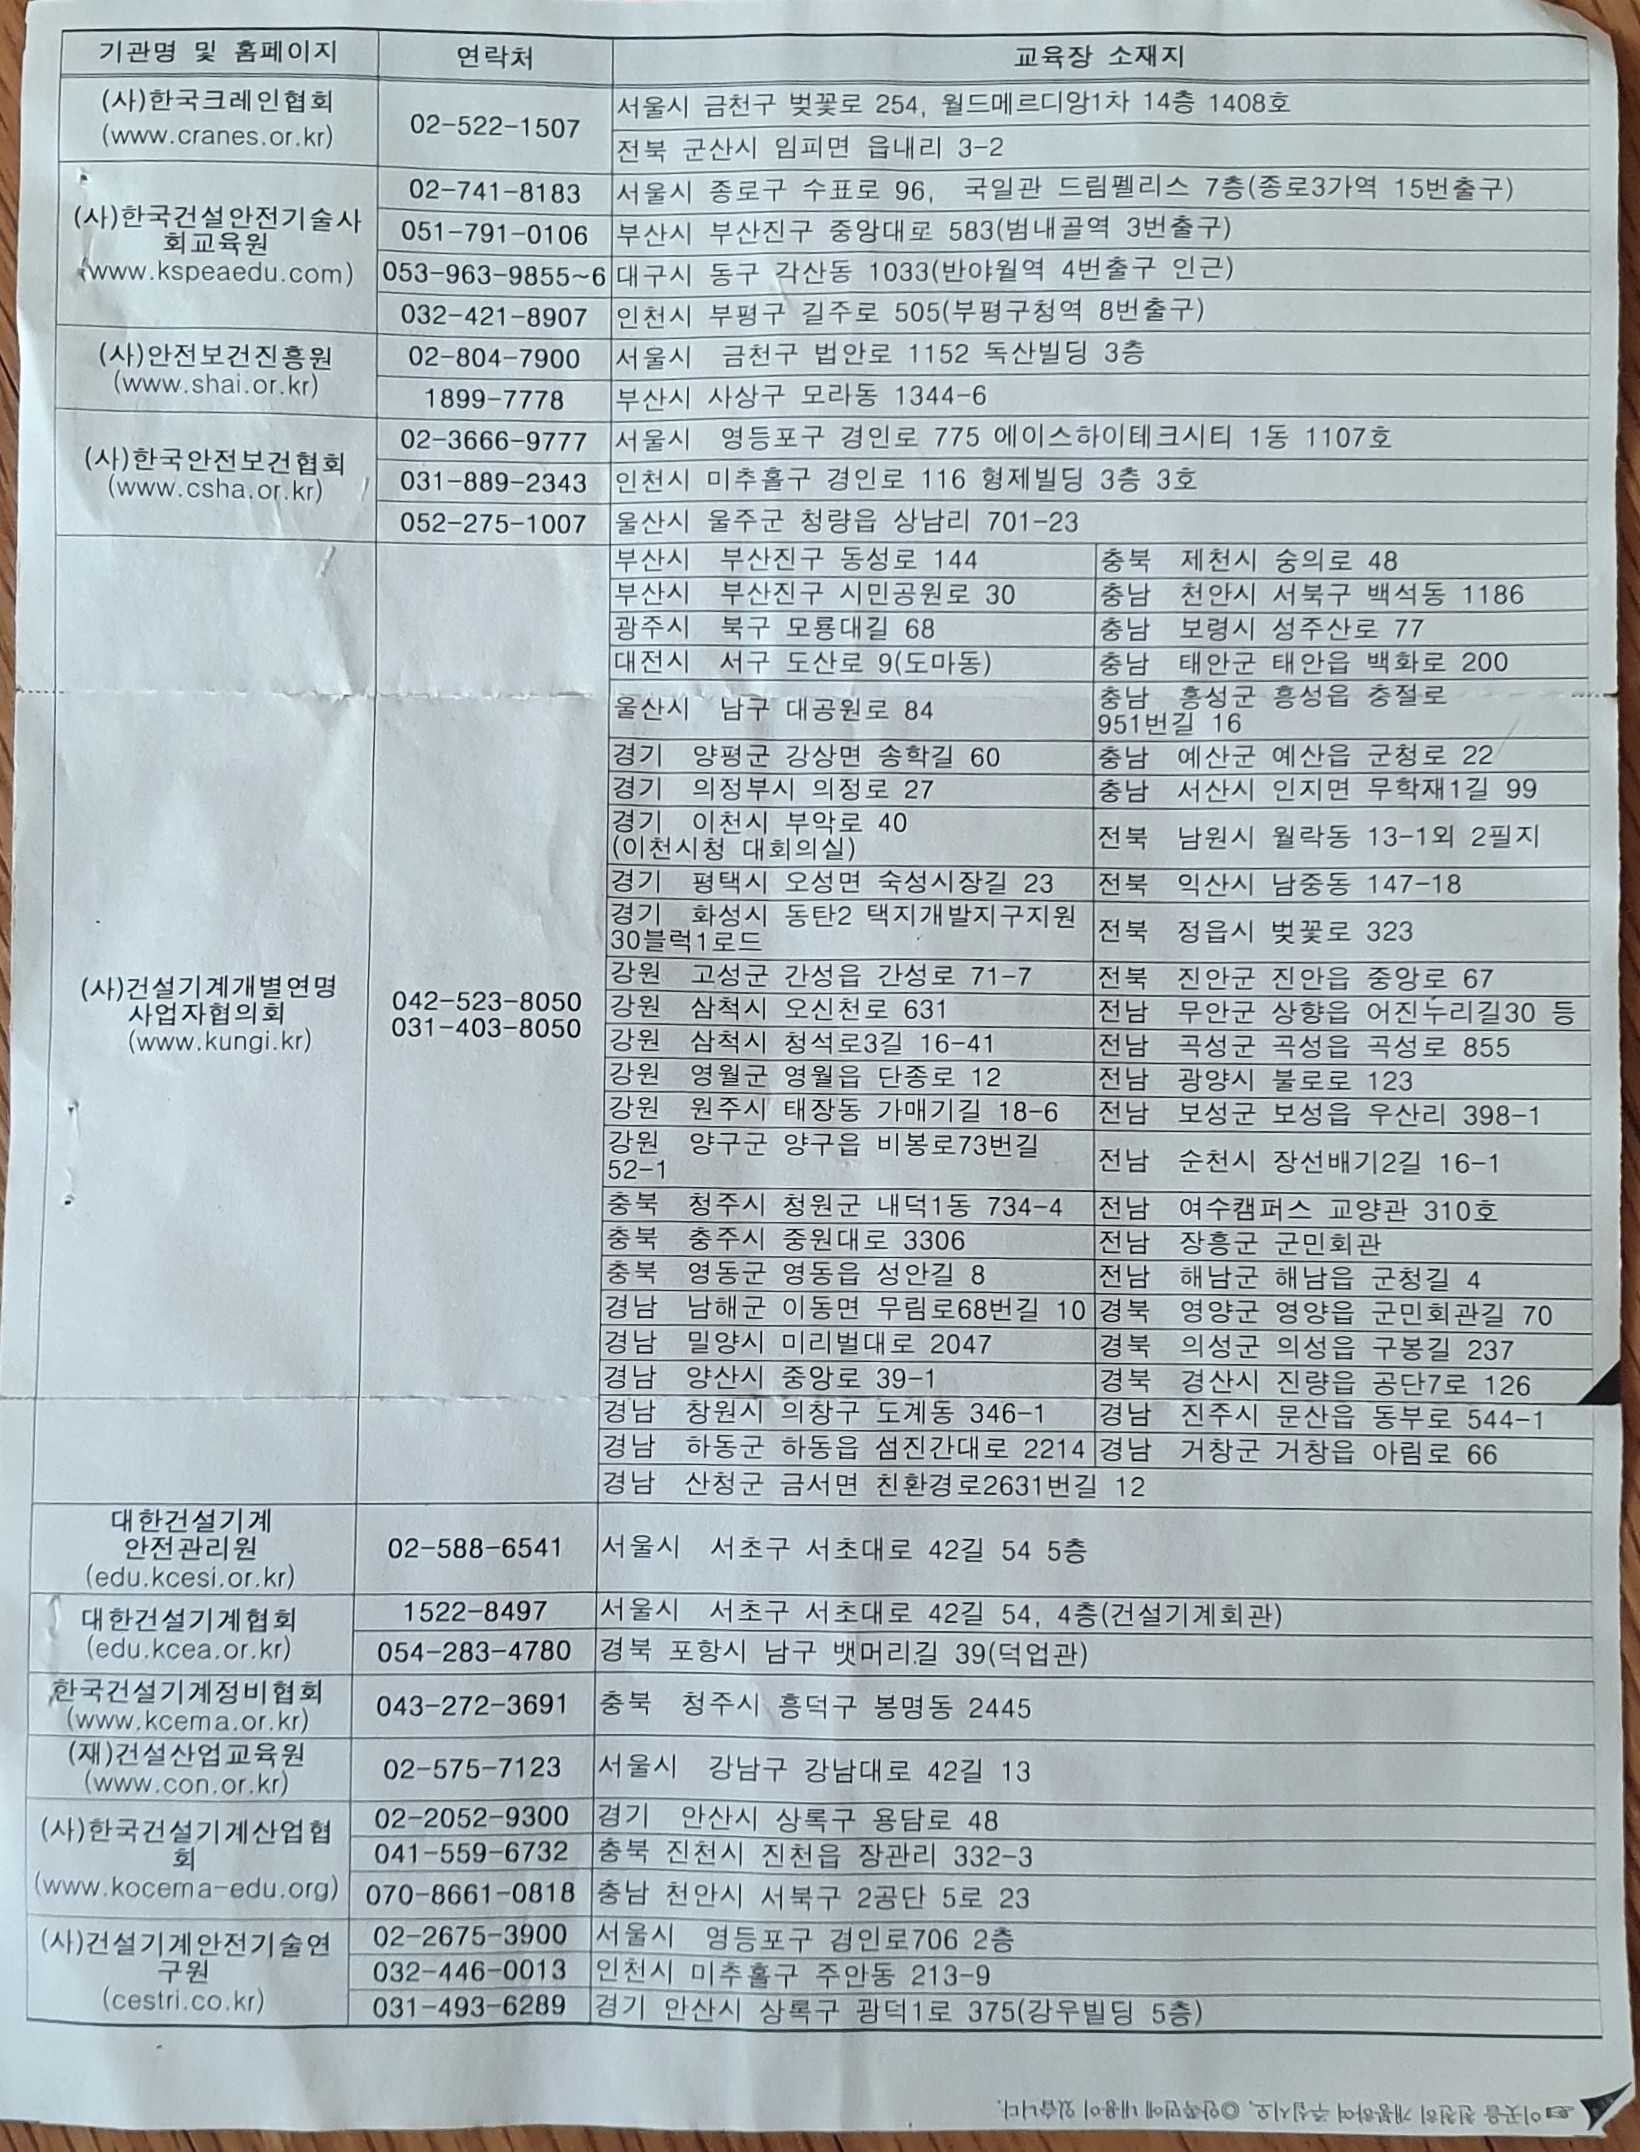 기관명 및 홈페이지
연락처
교육장 소재지
(사)한국크레인협회
(www.cranes.or.kr)
02-522-1507
서울시 금천구 벚꽃로 254, 월드메르디앙1차 14층 1408호
전북 군산시 임피면 읍내리 3-2
(사)한국건설안전기술사
회교육원
(www.kspeaedu.com)
02-741-8183
서울시 종로구 수표로 96, 국일관 드림펠리스 7층(종로3가역 15번출구)
051-791-0106
부산시 부산진구 중앙대로 583(범내골역 3번출구)
053-963-9855~6
대구시 동구 각산동 1033(반야월역 4번출구 인근)
032-421-8907
인천시 부평구 길주로 505(부평구청역 8번출구)
(사)안전보건진흥원
(www.shai.or.kr)
02-804-7900
서울시 금천구 법안로 1152 독산빌딩 3층
1899-7778
부산시 사상구 모라동 1344-6
(사)한국안전보건협회
(www.csha.or.kr)
02-3666-9777
서울시 영등포구 경인로 775 에이스하이테크시티 1동 1107호
031-889-2343
인천시 미추홀구 경인로 116 형제빌딩 3층 3호
052-275-1007
울산시 울주군 청량읍 상남리 701-23
(사)건설기계개별연명
사업자협의회
(www.kungi.kr)
042-523-8050
031-403-8050
부산시 부산진구 동성로 144
충북 제천시 숭의로 48
부산시 부산진구 시민공원로 30
충남 천안시 서북구 백석동 1186
광주시 북구 모룡대길 68
충남 보령시 성주산로 77
대전시 서구 도산로 9(도마동)
충남 태안군 태안읍 백화로 200
울산시 남구 대공원로 84
충남 홍성군 홍성읍 충절로
951번길 16
경기 양평군 강상면 송학길 60
충남 예산군 예산읍 군청로 22
경기 의정부시 의정로 27
충남 서산시 인지면 무학재1길 99
경기 이천시 부악로 40
(이천시청 대회의실)
전북 남원시 월락동 13-1외 2필지
경기 평택시 오성면 숙성시장길 23
전북 익산시 남중동 147-18
경기 화성시 동탄2 택지개발지구지원
30블럭1로드
전북 정읍시 벚꽃로 323
강원 고성군 간성읍 간성로 71-7
전북 진안군 진안읍 중앙로 67
강원 삼척시 오신천로 631
전남 무안군 상향읍 어진누리길30 등
강원 삼척시 청석로3길 16-41
전남 곡성군 곡성읍 곡성로 855
강원 영월군 영월읍 단종로 12
전남 광양시 불로로 123
강원 원주시 태장동 가매기길 18-6
전남 보성군 보성읍 우산리 398-1
강원 양구군 양구읍 비봉로73번길
52-1
전남 순천시 장선배기2길 16-1
충북 청주시 청원군 내덕1동 734-4
전남 여수캠퍼스 교양관 310호
충북 충주시 중원대로 3306
전남 장흥군 군민회관
충북 영동군 영동읍 성안길 8
전남 해남군 해남읍 군청길 4
경남 남해군 이동면 무림로68번길 10
경북 영양군 영양읍 군민회관길 70
경남 밀양시 미리벌대로 2047
경북 의성군 의성읍 구봉길 237
경남 양산시 중앙로 39-1
경북 경산시 진량읍 공단7로 126
경남 창원시 의창구 도계동 346-1
경남 진주시 문산읍 동부로 544-1
경남 하동군 하동읍 섬진간대로 2214
경남 거창군 거창읍 아림로 66
경남 산청군 금서면 친환경로2631번길 12
대한건설기계
안전관리원
(edu.kcesi.or.kr)
02-588-6541
서울시 서초구 서초대로 42길 54 5층
대한건설기계협회
(edu.kcea.or.kr)
1522-8497
서울시 서초구 서초대로 42길 54, 4층(건설기계회관)
054-283-4780
경북 포항시 남구 뱃머리길 39(덕업관)
한국건설기계정비협회
(www.kcema.or.kr)
043-272-3691
충북 청주시 흥덕구 봉명동 2445
(재)건설산업교육원
(www.con.or.kr)
02-575-7123
서울시 강남구 강남대로 42길 13
(사)한국건설기계산업협
회
(www.kocema-edu.org)
02-2052-9300
경기 안산시 상록구 용담로 48
041-559-6732
충북 진천시 진천읍 장관리 332-3
070-8661-0818
충남 천안시 서북구 2공단 5로 23
(사)건설기계안전기술연
구원
(cestri.co.kr)
02-2675-3900
서울시 영등포구 경인로706 2층
032-446-0013
인천시 미추홀구 주안동 213-9
031-493-6289
경기 안산시 상록구 광덕1로 375(강우빌딩 5층)
이곳을 천천히 개봉하여 주십시오. ◎안쪽면에 내용이 있습니다.